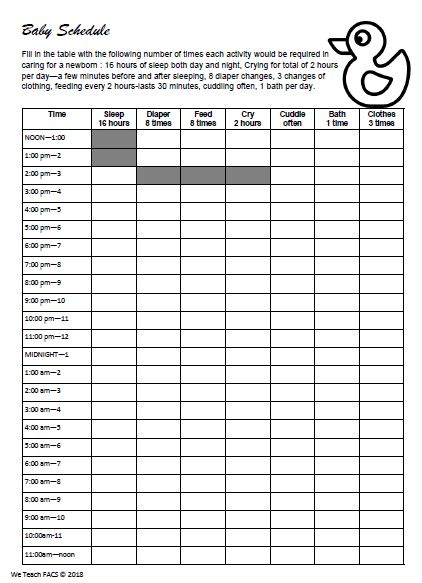 Baby Schedule
Fill in the table with the following number of times each activity would be required in
caring for a newborn : 16 hours of sleep both day and night, Crying for total of 2 hours
per day—a few minutes before and after sleeping, 8 diaper changes, 3 changes of
clothing, feeding every 2 hours-lasts 30 minutes, cuddling often, 1 bath per day.
Time Sleep Diaper Feed Cry Cuddle Bath Clothes
16 hours 8 times 8 times 2 hours often 1 time 3 times
NOON—1:00
1:00 pm—2
2:00 pm—3
3:00 pm—4
4:00 pm—5
5:00 pm—6
6:00 pm—7
7:00 pm—8
8:00 pm—9
9:00 pm—10
10:00 pm—11
11:00 pm—12
MIDNIGHT—1
1:00 am—2
2:00 am—3
3:00 am—4
4:00 am—5
5:00 am—6
6:00 am—7
7:00 am—8
8:00 am—9
9:00 am—10
10:00am-11
11:00am—noon
We Teach FACS © 2018